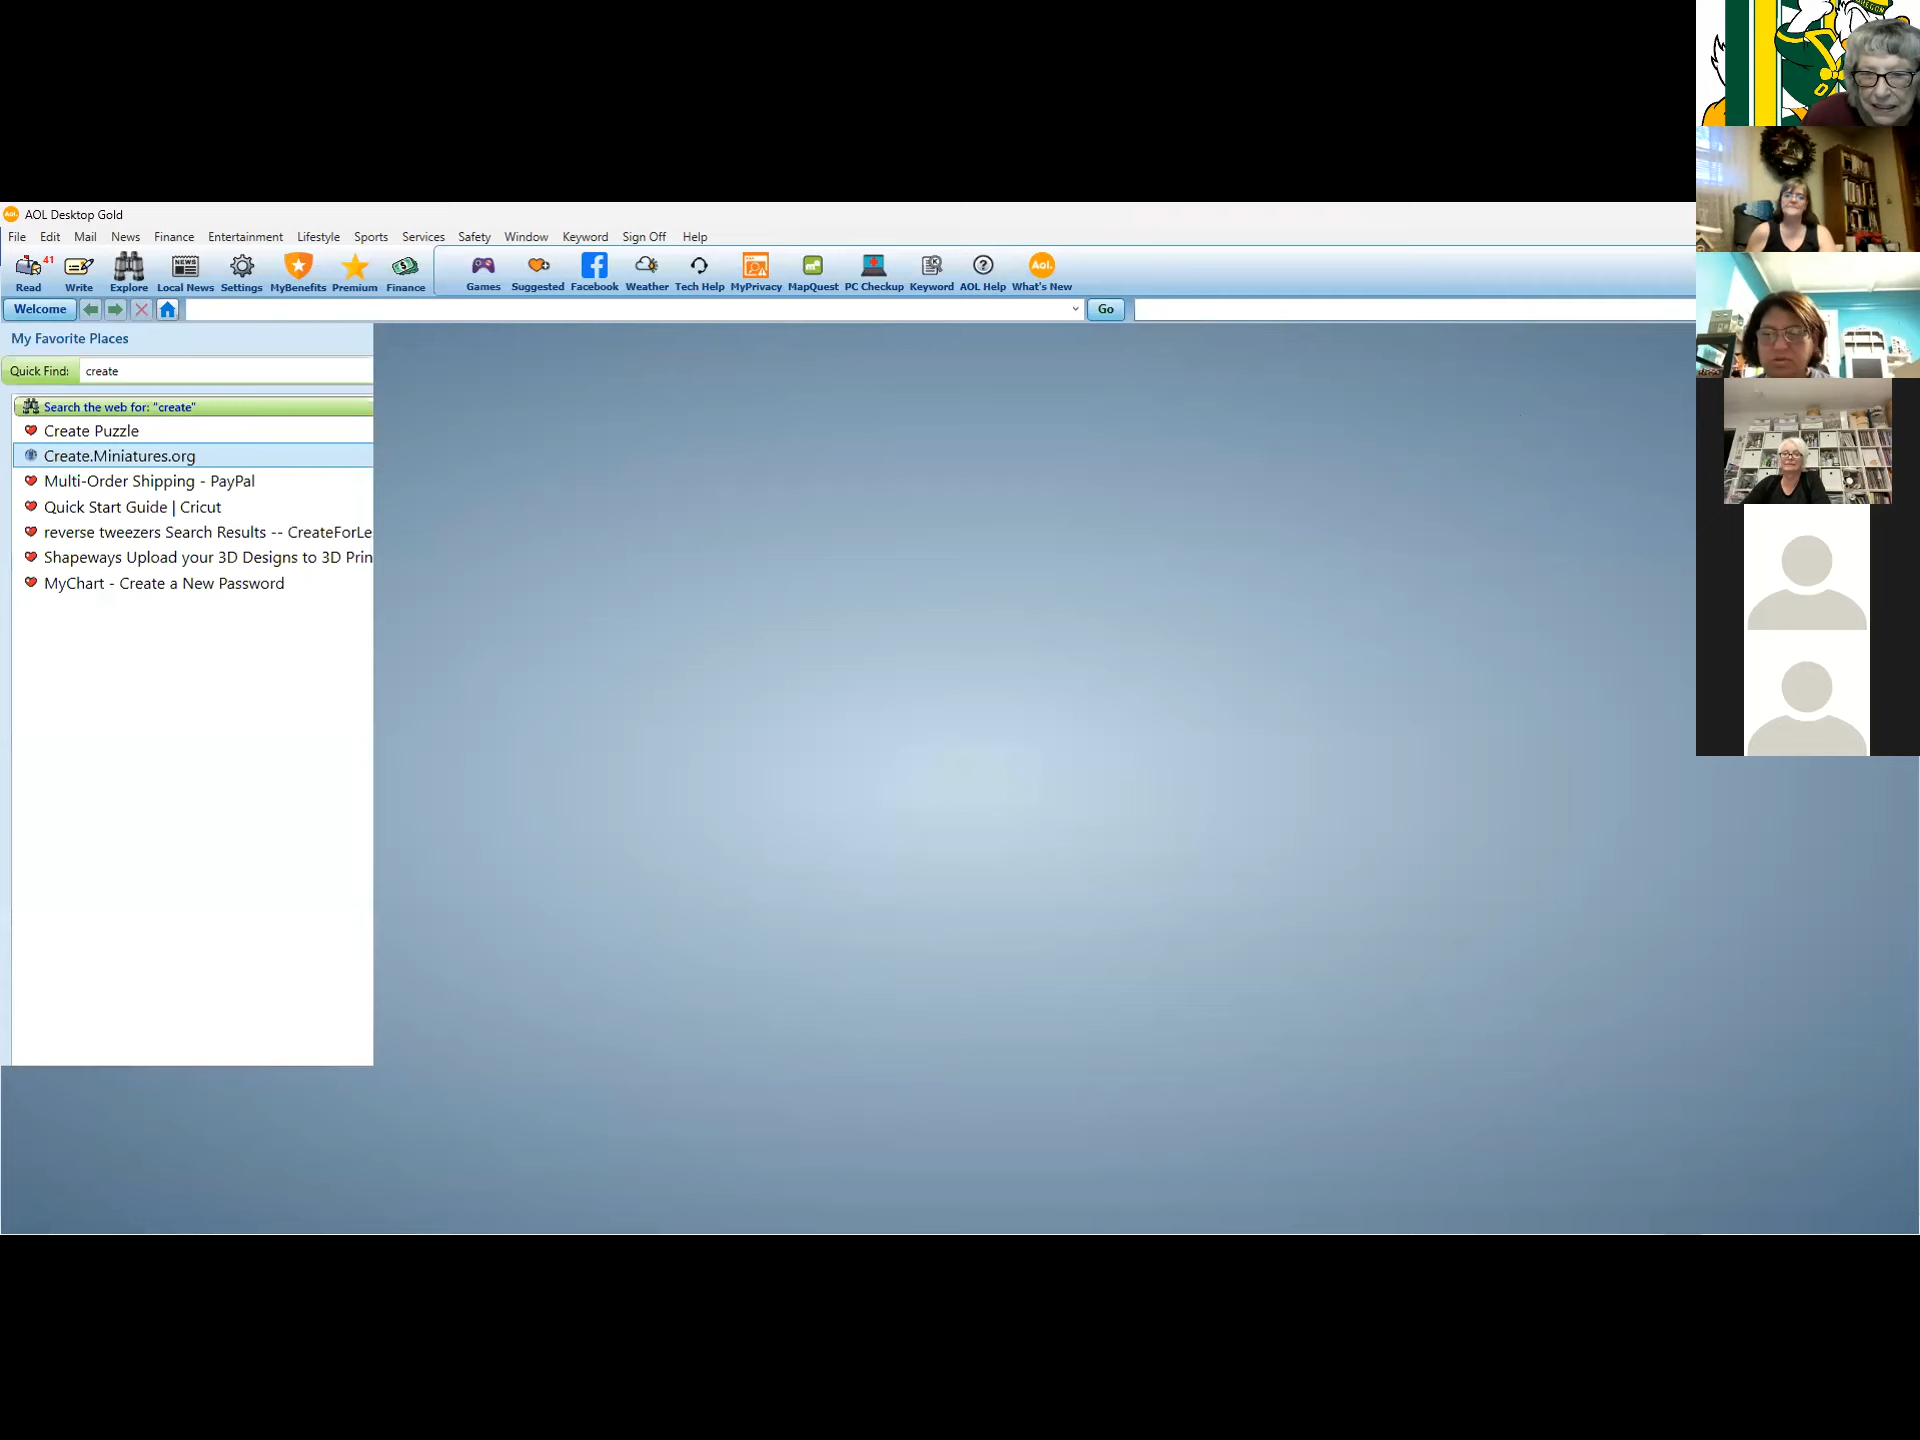 AOL Desktop Gold
File Edit Mail News Finance Entertainment Lifestyle Sports Services Safety Window Keyword Sign Off Help
41
Read Write Explore Local News Settings MyBenefits Premium Finance Games Suggested Facebook Weather Tech Help MyPrivacy MapQuest PC Checkup Keyword AOL Help What's New
Welcome Go
My Favorite Places
Quick Find: create
Search the web for: "create"
Create Puzzle
Create.Miniatures.org
Multi-Order Shipping - PayPal
Quick Start Guide | Cricut
reverse tweezers Search Results -- CreateForLe
Shapeways Upload your 3D Designs to 3D Prin
MyChart - Create a New Password